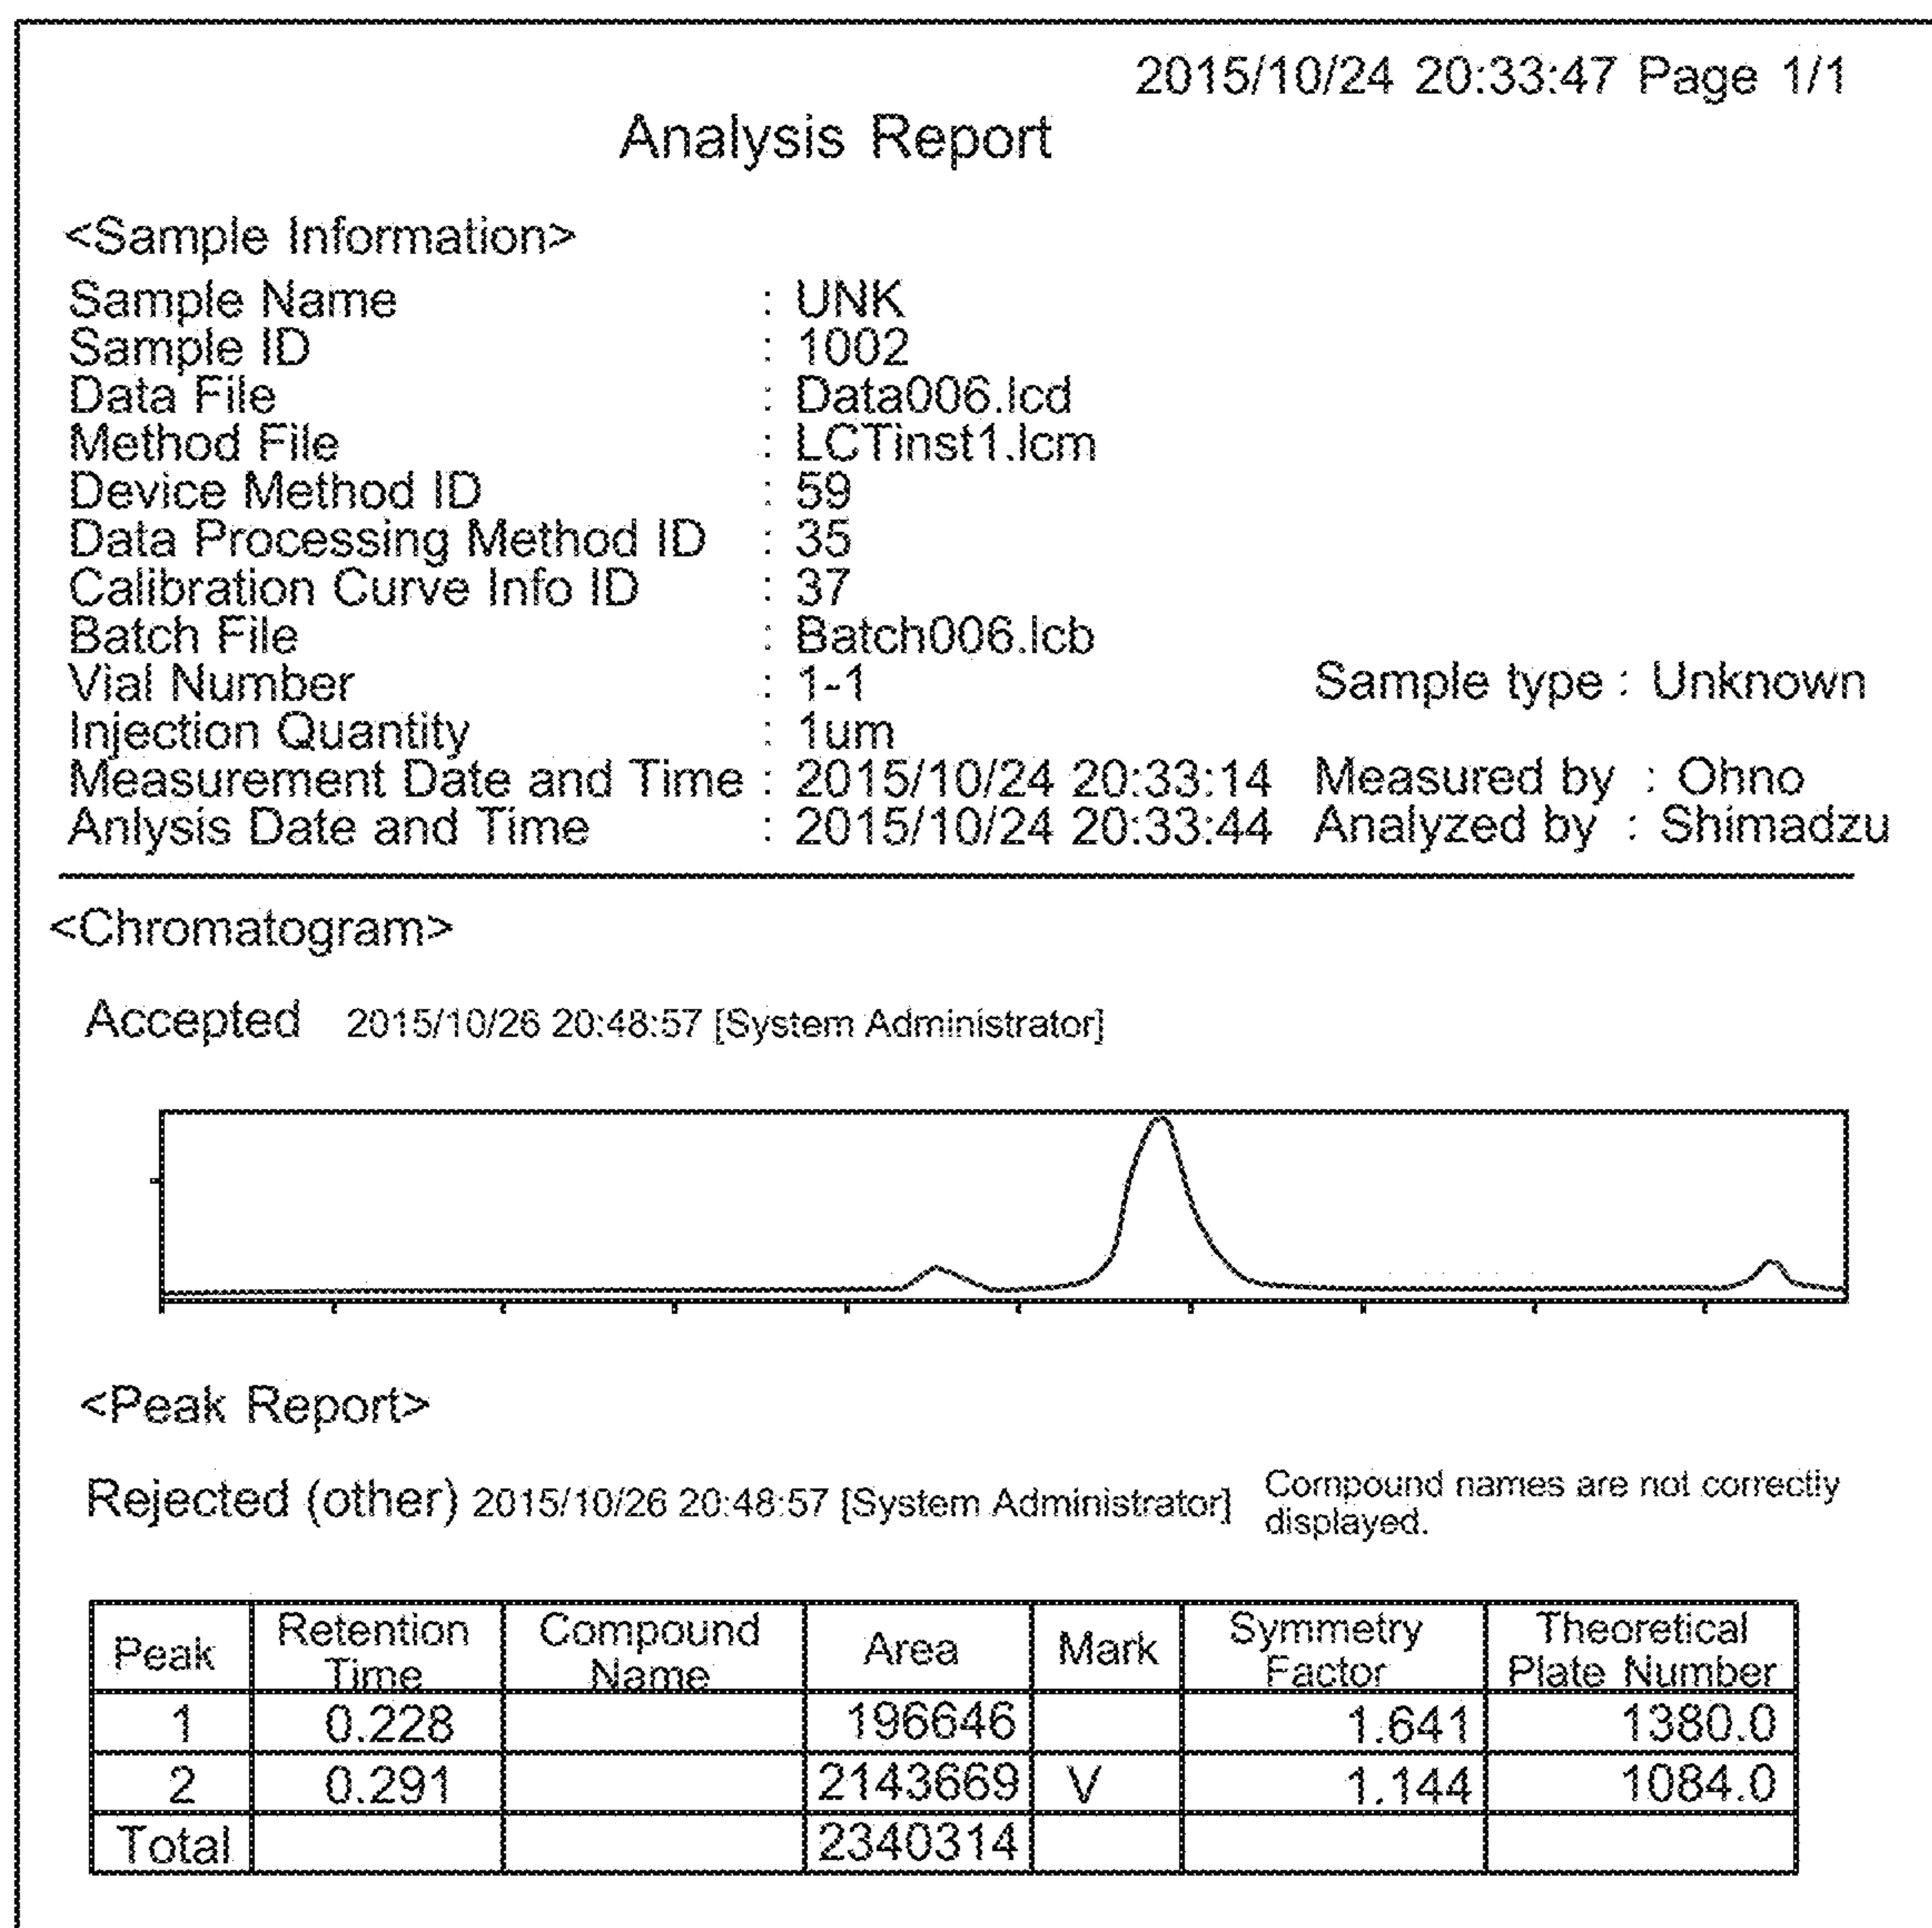 2015/10/24 20:33:47 Page 1/1
Analysis Report
<Sample Information>
Sample Name : UNK
Sample ID : 1002
Data File : Data006.lcd
Method File : LCTinst1.lcm
Device Method ID : 59
Data Processing Method ID : 35
Calibration Curve Info ID : 37
Batch File : Batch006.lcb
Vial Number : 1-1 Sample type : Unknown
Injection Quantity : 1um
Measurement Date and Time : 2015/10/24 20:33:14 Measured by : Ohno
Anlysis Date and Time : 2015/10/24 20:33:44 Analyzed by : Shimadzu
<Chromatogram>
Accepted 2015/10/26 20:48:57 [System Administrator]
<Peak Report>
Rejected (other) 2015/10/26 20:48:57 [System Administrator] Compound names are not correctly
displayed.
Peak Retention Time Compound Name Area Mark Symmetry Factor Theoretical Plate Number
1 0.228 196646 1.641 1380.0
2 0.291 2143669 V 1.144 1084.0
Total 2340314